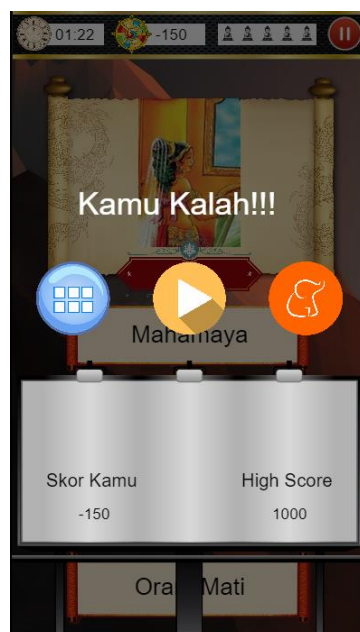 01:22
-150
Kamu Kalah!!!
Mahamaya
Skor Kamu
High Score
-150
1000
Mati